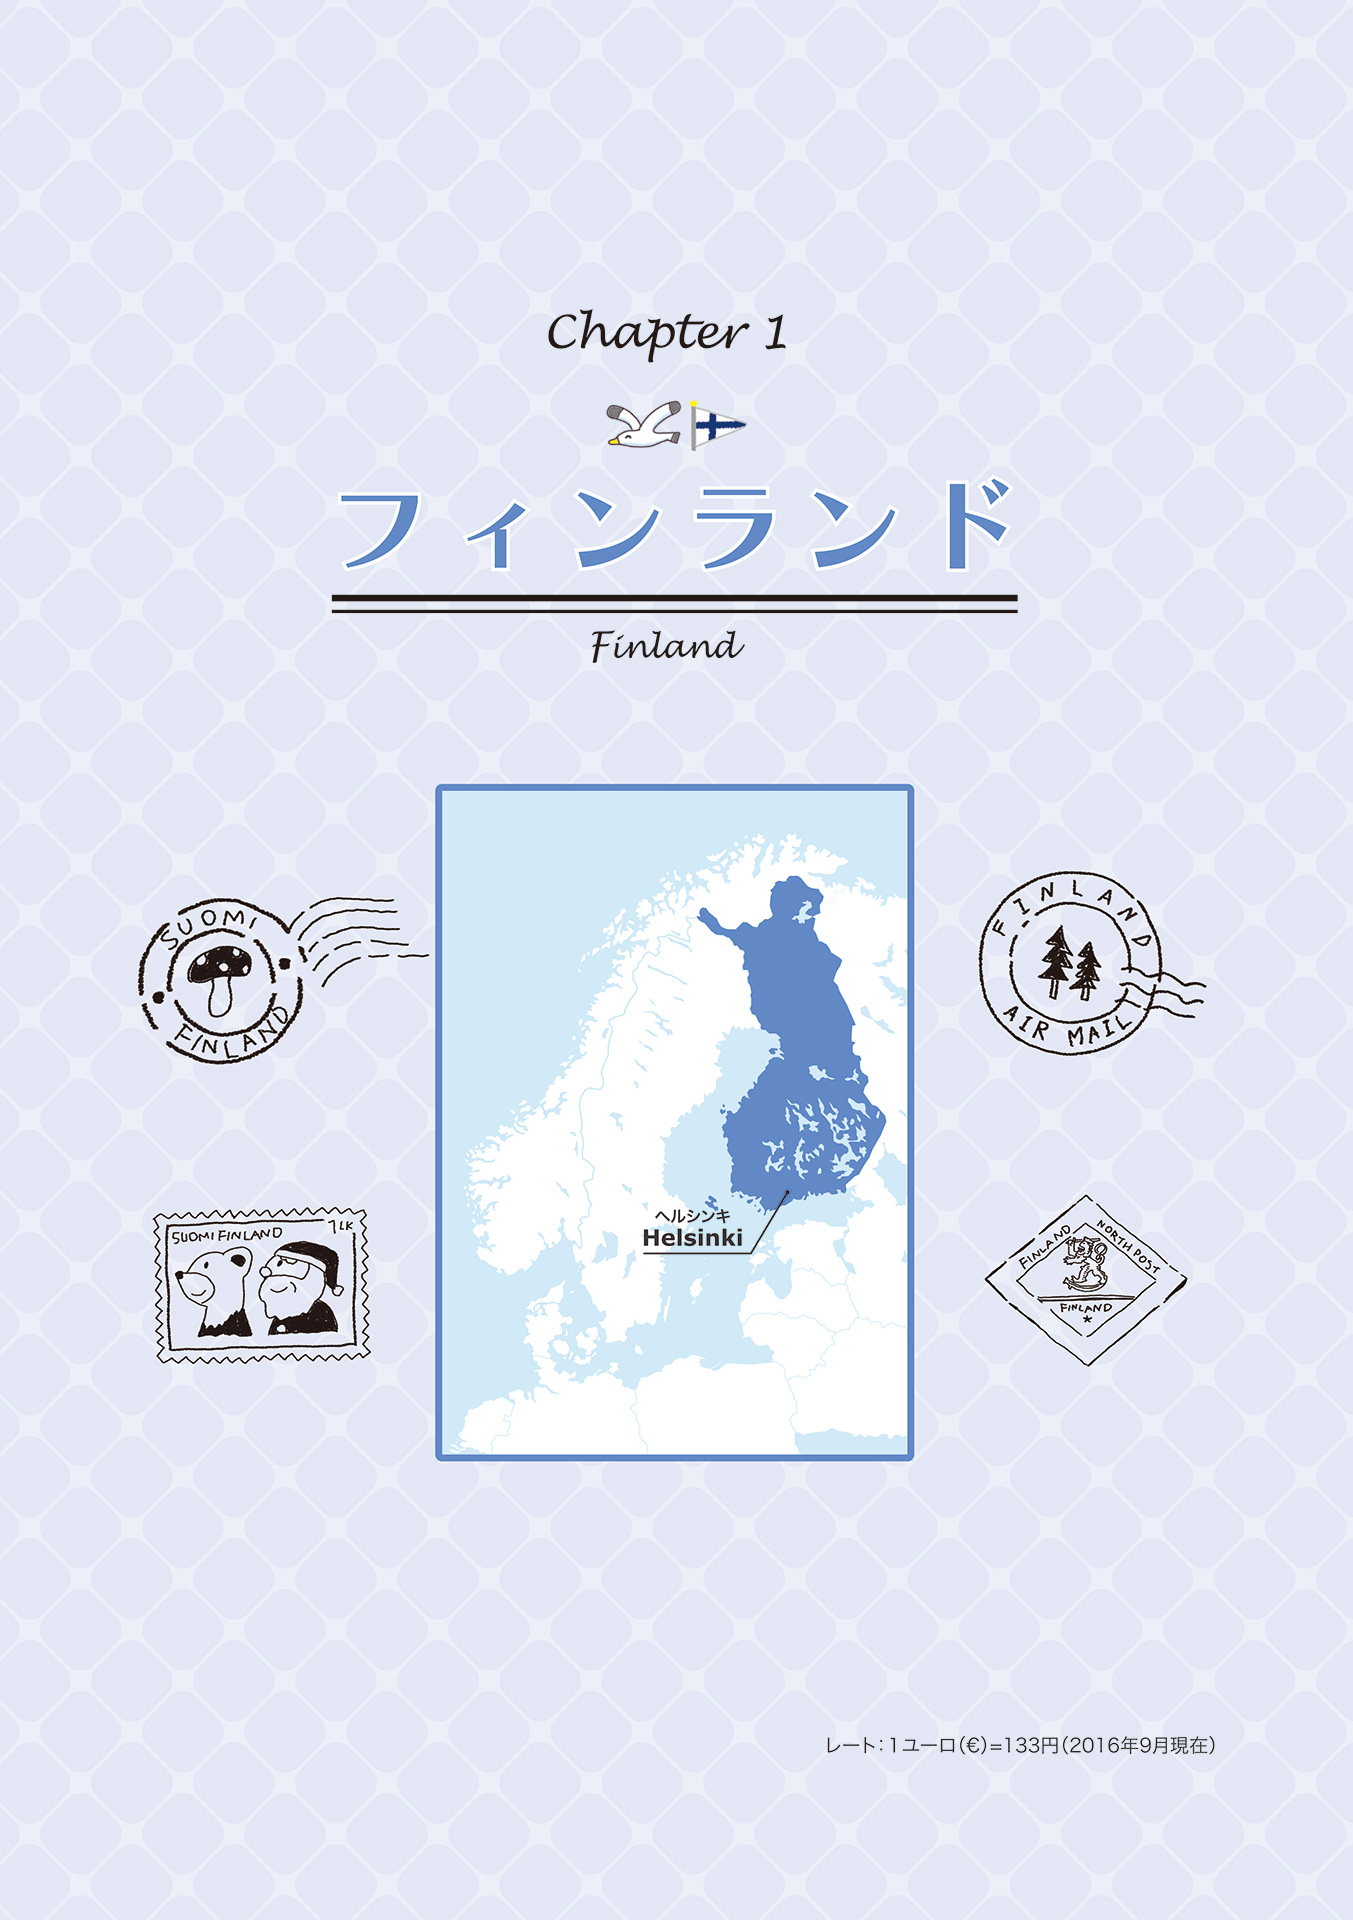 Chapter 1
フィンランド
Finland
SUOMI
FINLAND
FINLAND
AIR MAIL
ヘルシンキ
Helsinki
SUOMI FINLAND
1LK
FINLAND
NORTH POST
FINLAND
*
レート：1ユーロ（€）=133円（2016年9月現在）